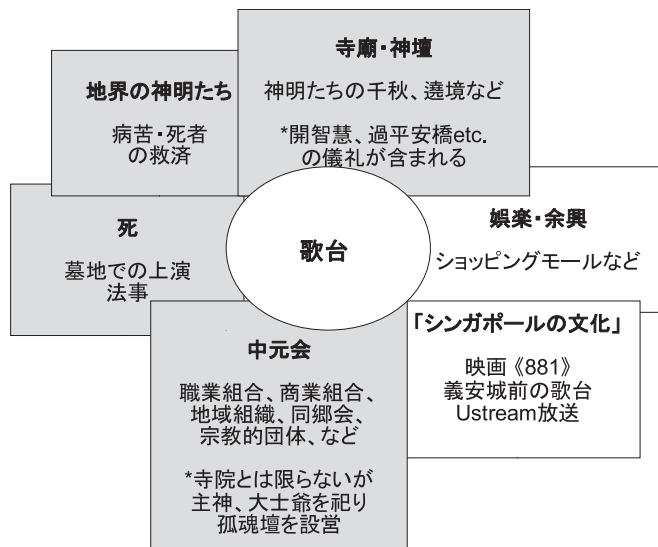 寺廟・神壇
神明たちの千秋、遶境など
*開智慧、過平安橋etc.
の儀礼が含まれる
地界の神明たち
病苦・死者
の救済
死
墓地での上演
法事
歌台
娯楽・余興
ショッピングモールなど
「シンガポールの文化」
映画《881》
義安城前の歌台
Ustream放送
中元会
職業組合、商業組合、
地域組織、同郷会、
宗教的団体、など
*寺院とは限らないが
主神、大士爺を祀り
孤魂壇を設営